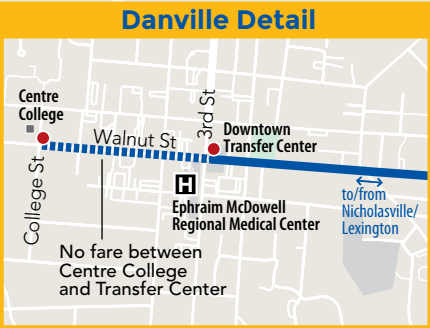 Danville Detail
Centre
College
Walnut St
3rd St
Downtown
Transfer Center
College St
H
Ephraim McDowell
Regional Medical Center
to/from
Nicholasville/
Lexington
No fare between
Centre College
and Transfer Center